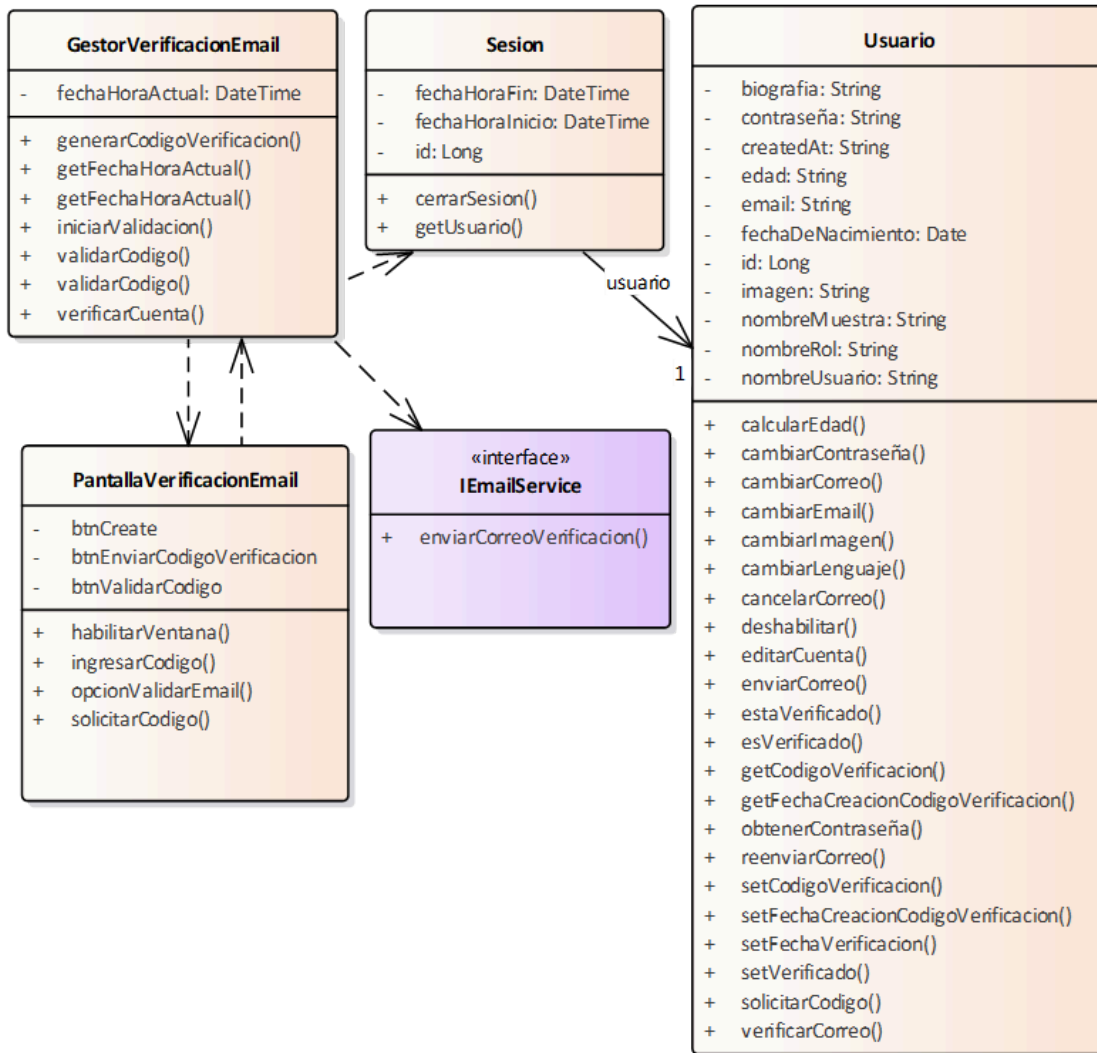 GestorVerificacionEmail
- fechaHoraActual: DateTime
+ generarCodigoVerificacion()
+ getFechaHoraActual()
+ getFechaHoraActual()
+ iniciarValidacion()
+ validarCodigo()
+ validarCodigo()
+ verificarCuenta()
Sesion
- fechaHoraFin: DateTime
- fechaHoraInicio: DateTime
- id: Long
+ cerrarSesion()
+ getUsuario()
usuario
1
Usuario
- biografia: String
- contraseña: String
- createdAt: String
- edad: String
- email: String
- fechaDeNacimiento: Date
- id: Long
- imagen: String
- nombreMuestra: String
- nombreRol: String
- nombreUsuario: String
+ calcularEdad()
+ cambiarContraseña()
+ cambiarCorreo()
+ cambiarEmail()
+ cambiarImagen()
+ cambiarLenguaje()
+ cancelarCorreo()
+ deshabilitar()
+ editarCuenta()
+ enviarCorreo()
+ estaVerificado()
+ esVerificado()
+ getCodigoVerificacion()
+ getFechaCreacionCodigoVerificacion()
+ obtenerContraseña()
+ reenviarCorreo()
+ setCodigoVerificacion()
+ setFechaCreacionCodigoVerificacion()
+ setFechaVerificacion()
+ setVerificado()
+ solicitarCodigo()
+ verificarCorreo()
PantallaVerificacionEmail
- btnCreate
- btnEnviarCodigoVerificacion
- btnValidarCodigo
+ habilitarVentana()
+ ingresarCodigo()
+ opcionValidarEmail()
+ solicitarCodigo()
«interface»
IEmailService
+ enviarCorreoVerificacion()